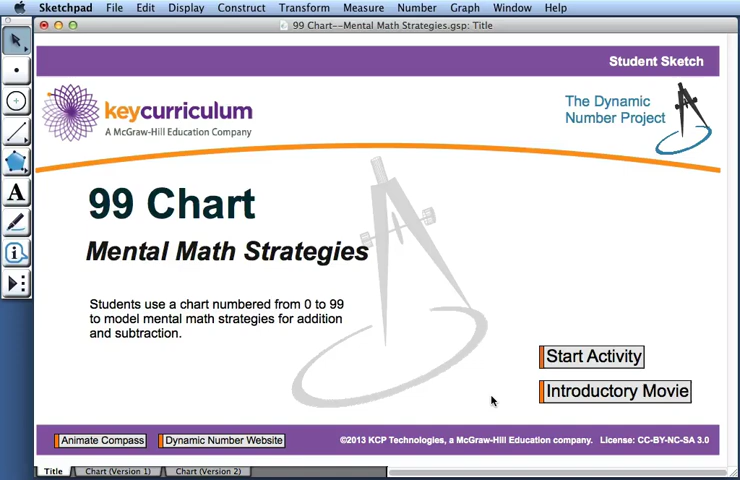 Sketchpad File Edit Display Construct Transform Measure Number Graph Window Help
99 Chart--Mental Math Strategies.gsp: Title
Student Sketch
keycurriculum
A McGraw-Hill Education Company
The Dynamic
Number Project
99 Chart
Mental Math Strategies
Students use a chart numbered from 0 to 99
to model mental math strategies for addition
and subtraction.
Start Activity
Introductory Movie
Animate Compass Dynamic Number Website ©2013 KCP Technologies, a McGraw-Hill Education company. License: CC-BY-NC-SA 3.0
Title Chart (Version 1) Chart (Version 2)
A
i